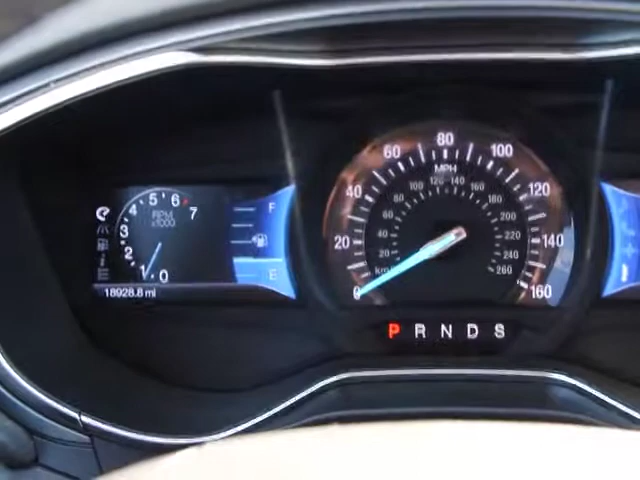 5 6
4 7
RPM
x1000
3
2
1 0
F
E
18928.8 mi
0 20 40 60 80 100 120 140 160
MPH
20 40 60 80 100 120 140 160 180 200 220 240 260
km/
P R N D S